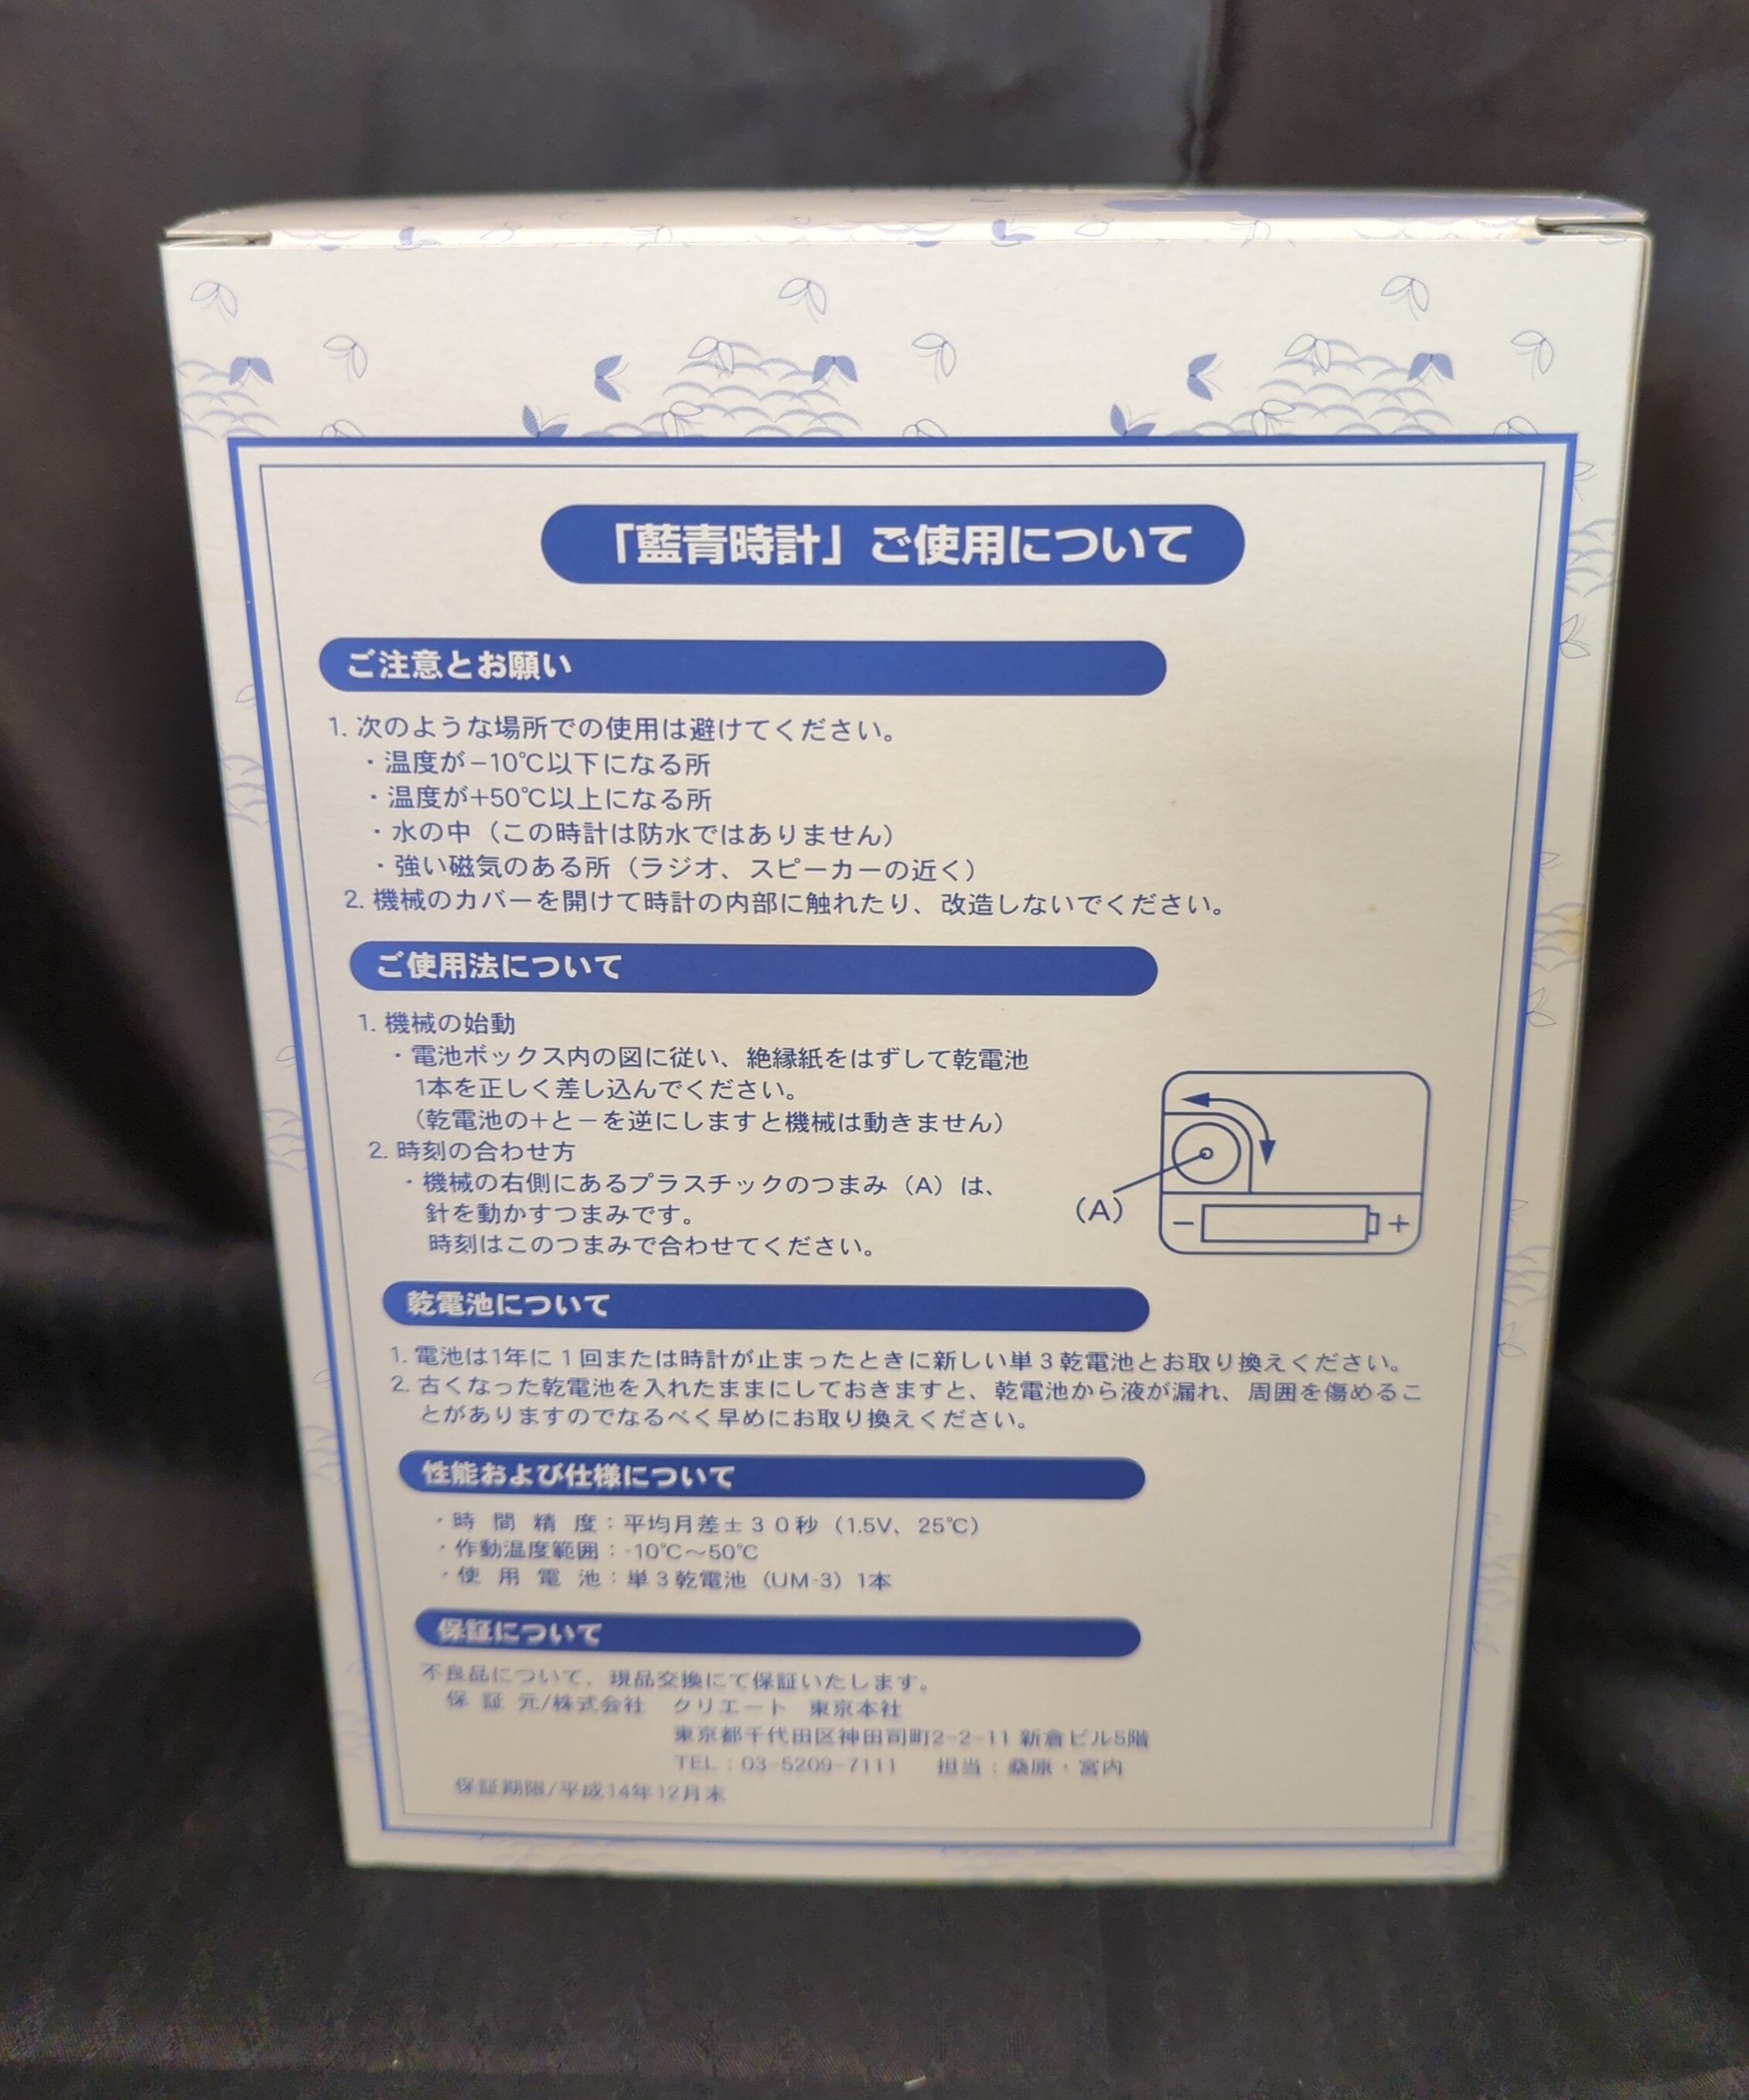 「藍青時計」ご使用について
ご注意とお願い
1. 次のような場所での使用は避けてください。
・温度が−10℃以下になる所
・温度が+50℃以上になる所
・水の中（この時計は防水ではありません）
・強い磁気のある所（ラジオ、スピーカーの近く）
2. 機械のカバーを開けて時計の内部に触れたり、改造しないでください。
ご使用法について
1. 機械の始動
・電池ボックス内の図に従い、絶縁紙をはずして乾電池
1本を正しく差し込んでください。
（乾電池の+と−を逆にしますと機械は動きません）
2. 時刻の合わせ方
・機械の右側にあるプラスチックのつまみ（A）は、
針を動かすつまみです。
時刻はこのつまみで合わせてください。
（A）
− +
乾電池について
1. 電池は1年に1回または時計が止まったときに新しい単3乾電池とお取り換えください。
2. 古くなった乾電池を入れたままにしておきますと、乾電池から液が漏れ、周囲を傷めるこ
とがありますのでなるべく早めにお取り換えください。
性能および仕様について
・時間精度：平均月差±30秒（1.5V、25℃）
・作動温度範囲：-10℃〜50℃
・使用電池：単3乾電池（UM-3）1本
保証について
不良品について、現品交換にて保証いたします。
保証元/株式会社 クリエート 東京本社
東京都千代田区神田司町2-2-11 新倉ビル5階
TEL：03-5209-7111 担当：桑原・宮内
保証期限/平成14年12月末